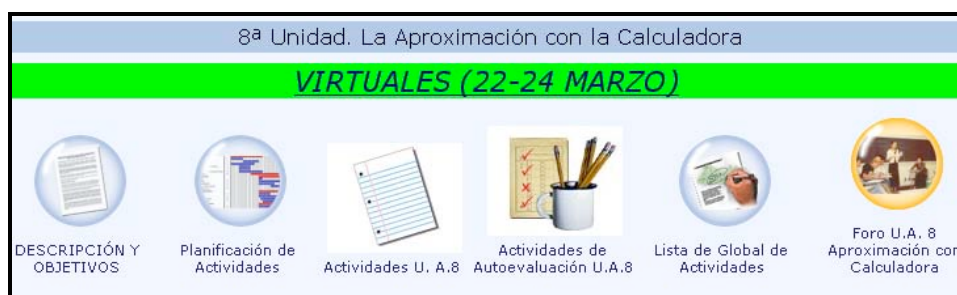 8ª Unidad. La Aproximación con la Calculadora
VIRTUALES (22-24 MARZO)
DESCRIPCIÓN Y
OBJETIVOS
Planificación de
Actividades
Actividades U. A.8
Actividades de
Autoevaluación U.A.8
Lista de Global de
Actividades
Foro U.A. 8
Aproximación con
Calculadora